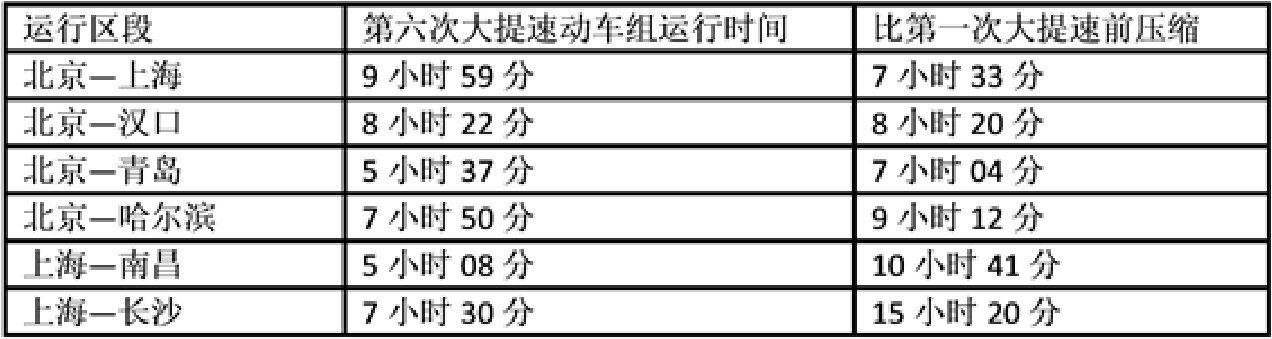 运行区段 第六次大提速动车组运行时间 比第一次大提速前压缩
北京—上海 9 小时 59 分 7 小时 33 分
北京—汉口 8 小时 22 分 8 小时 20 分
北京—青岛 5 小时 37 分 7 小时 04 分
北京—哈尔滨 7 小时 50 分 9 小时 12 分
上海—南昌 5 小时 08 分 10 小时 41 分
上海—长沙 7 小时 30 分 15 小时 20 分